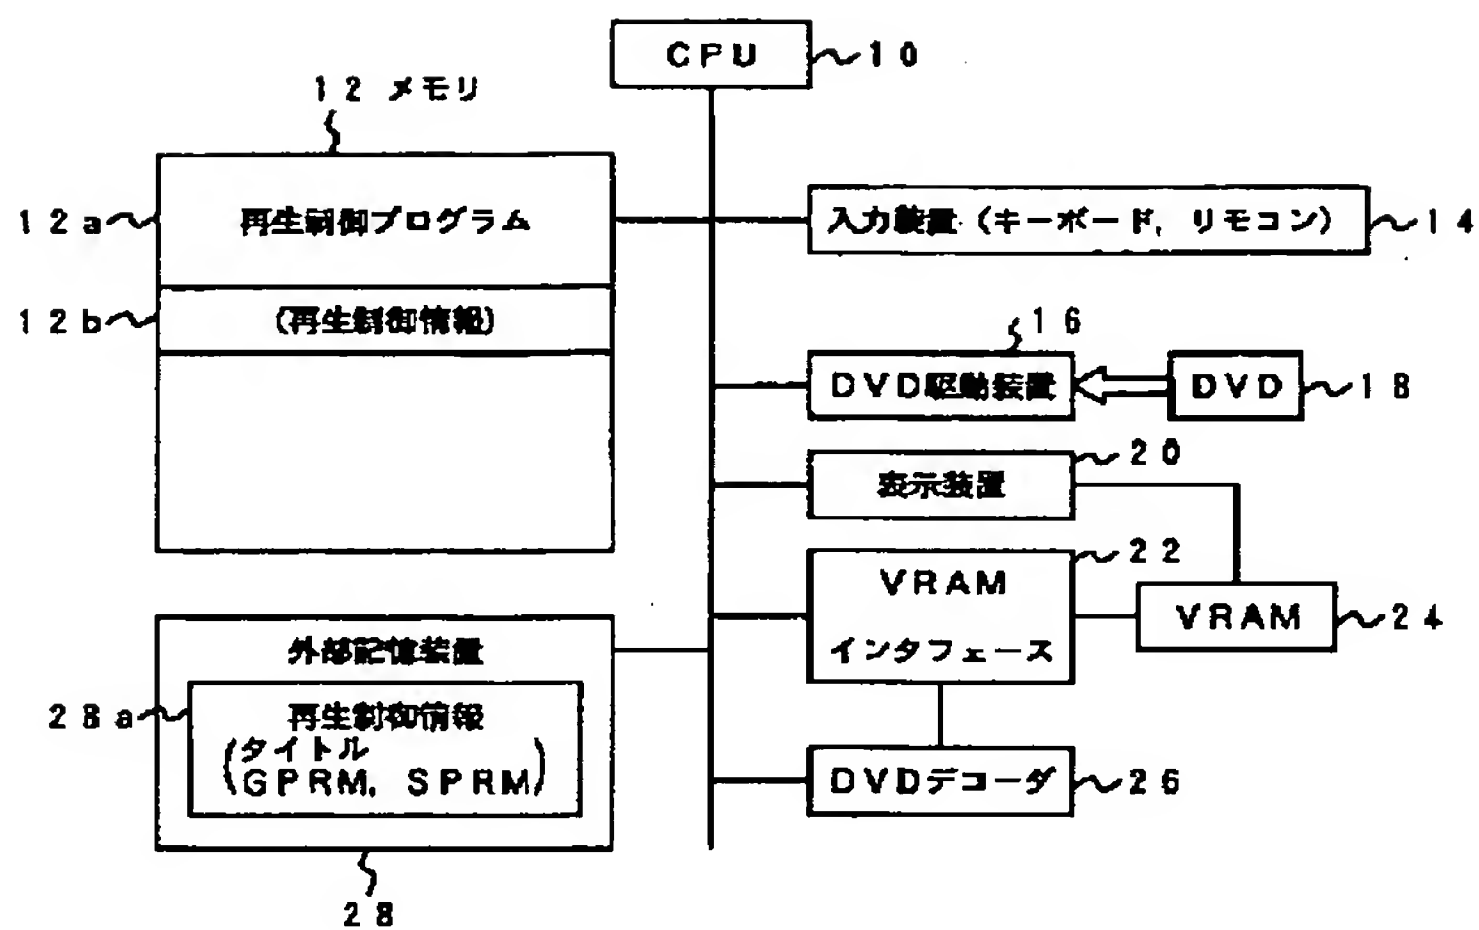 CPU
10
12 メモリ
12a
再生制御プログラム
入力装置（キーボード，リモコン）
14
12b
（再生制御情報）
16
DVD駆動装置
DVD
18
20
表示装置
22
VRAM
インタフェース
VRAM
24
外部記憶装置
28a
再生制御情報
（タイトル
GPRM，SPRM）
DVDデコーダ
26
28